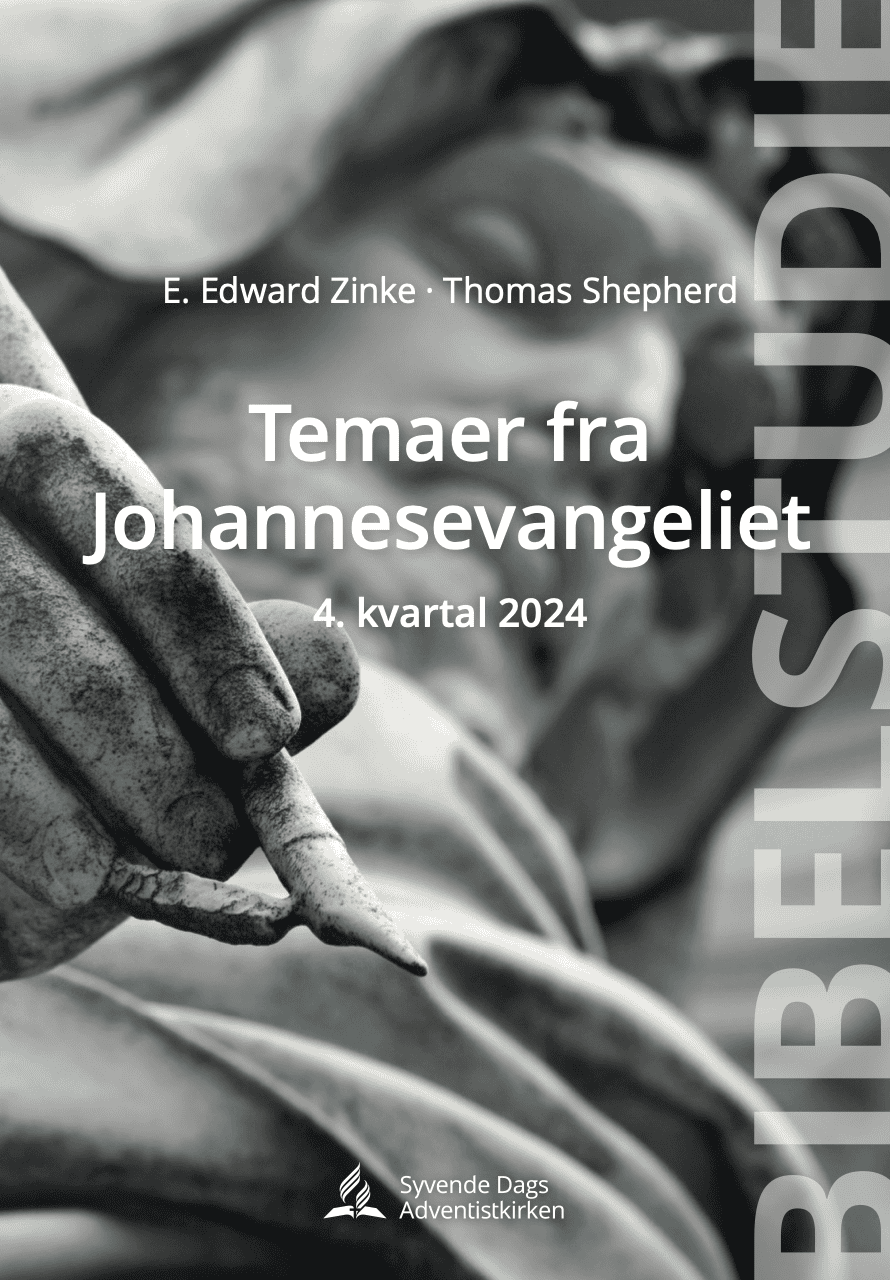 E. Edward Zinke · Thomas Shepherd
Temaer fra
Johannesevangeliet
4. kvartal 2024
BIBELSTUDIE
Syvende Dags
Adventistkirken